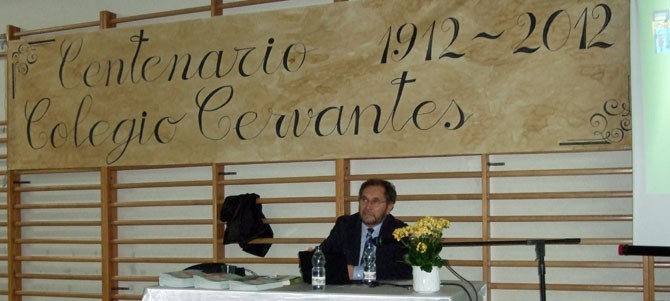 Centenario 1912~2012
Colegio Cervantes